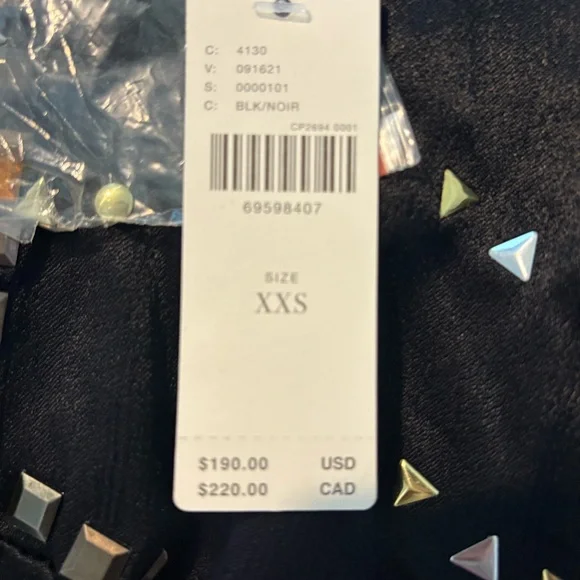 C: 4130
V: 091621
S: 0000101
C: BLK/NOIR
CP2694 0001
69598407
SIZE
XXS
$190.00 USD
$220.00 CAD